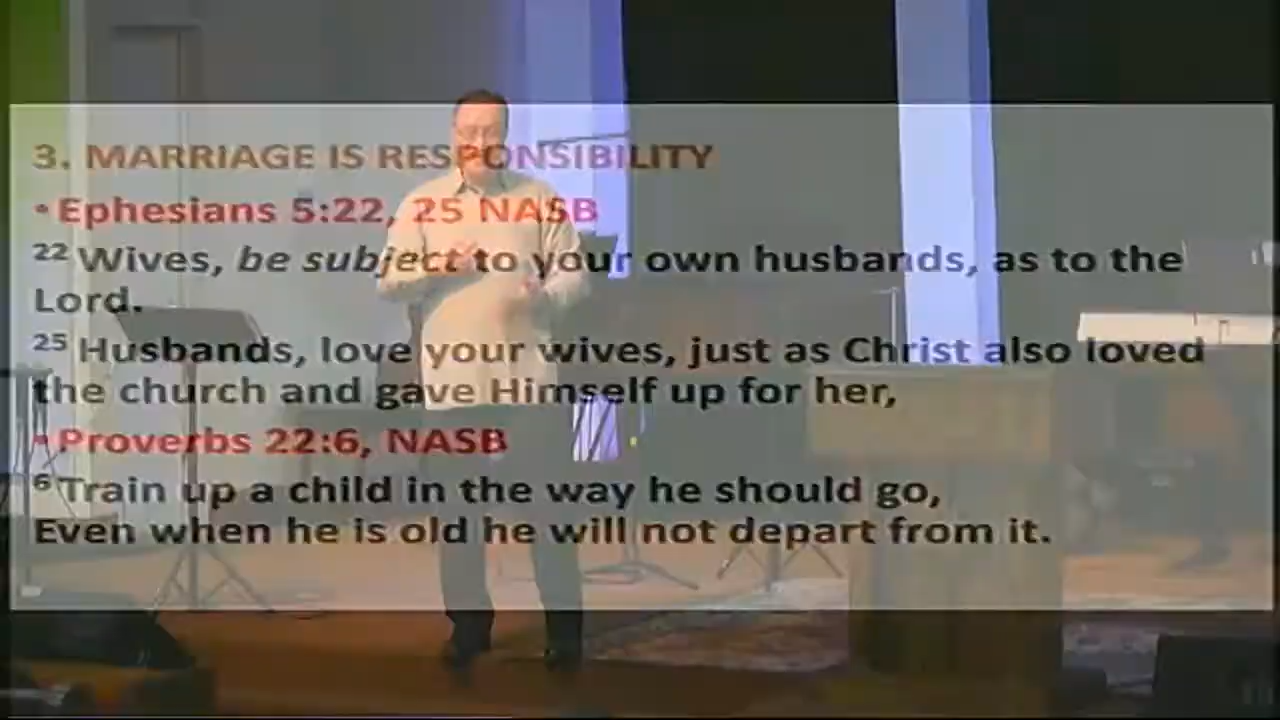 3. MARRIAGE IS RESPONSIBILITY
•Ephesians 5:22, 25 NASB
22 Wives, be subject to your own husbands, as to the
Lord.
25 Husbands, love your wives, just as Christ also loved
the church and gave Himself up for her,
•Proverbs 22:6, NASB
6 Train up a child in the way he should go,
Even when he is old he will not depart from it.